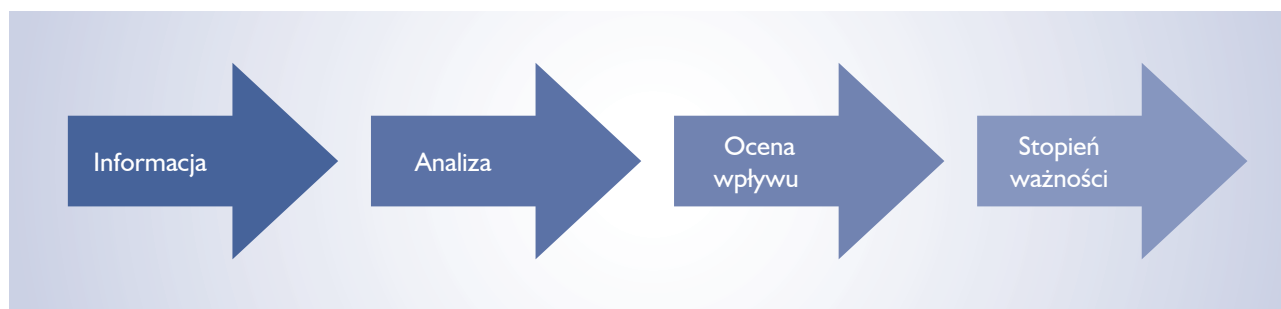 Informacja
Analiza
Ocena
wpływu
Stopień
ważności